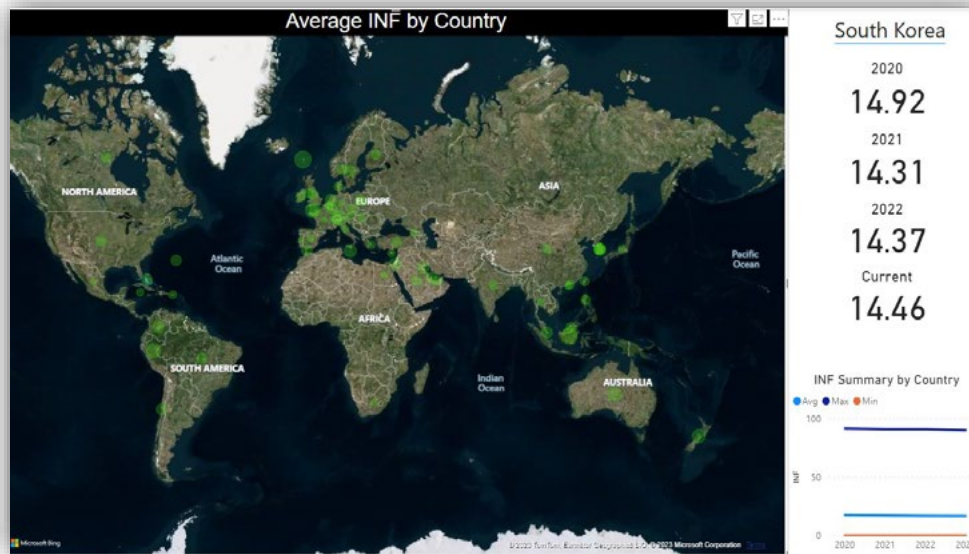 Average INF by Country
NORTH AMERICA
EUROPE
ASIA
Atlantic
Ocean
Pacific
Ocean
AFRICA
SOUTH AMERICA
Indian
Ocean
AUSTRALIA
Microsoft Bing
© 2023 Microsoft Corporation Terms
South Korea
2020
14.92
2021
14.31
2022
14.37
Current
14.46
INF Summary by Country
Avg Max Min
100
50
0
INF
2020 2021 2022